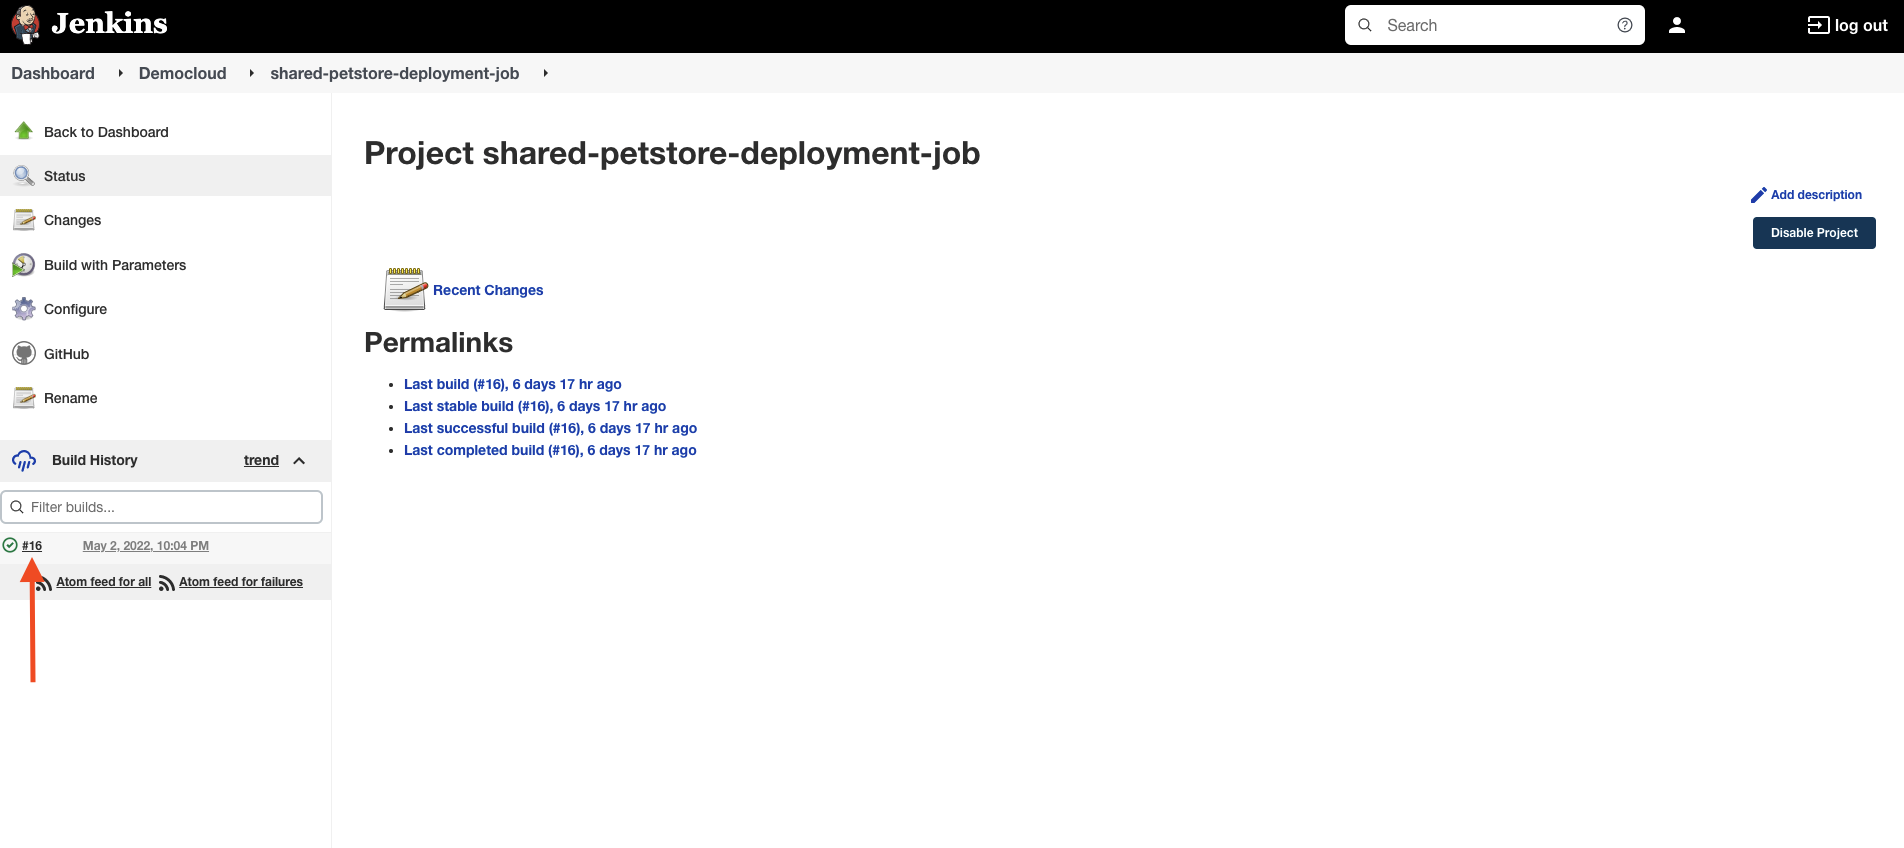 Jenkins
Search
log out
Dashboard Democloud shared-petstore-deployment-job
Back to Dashboard
Status
Changes
Build with Parameters
Configure
GitHub
Rename
Build History trend
Filter builds...
#16 May 2, 2022, 10:04 PM
Atom feed for all Atom feed for failures
Project shared-petstore-deployment-job
Add description
Disable Project
Recent Changes
Permalinks
Last build (#16), 6 days 17 hr ago
Last stable build (#16), 6 days 17 hr ago
Last successful build (#16), 6 days 17 hr ago
Last completed build (#16), 6 days 17 hr ago